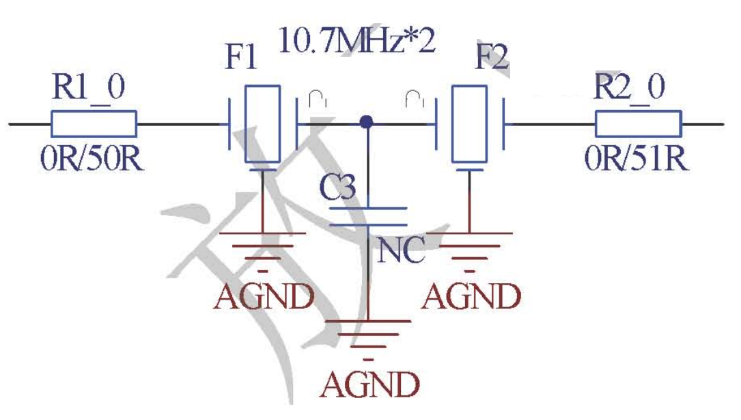 10.7MHz*2
F1
F2
R1_0
R2_0
0R/50R
0R/51R
C3
NC
AGND
AGND
AGND